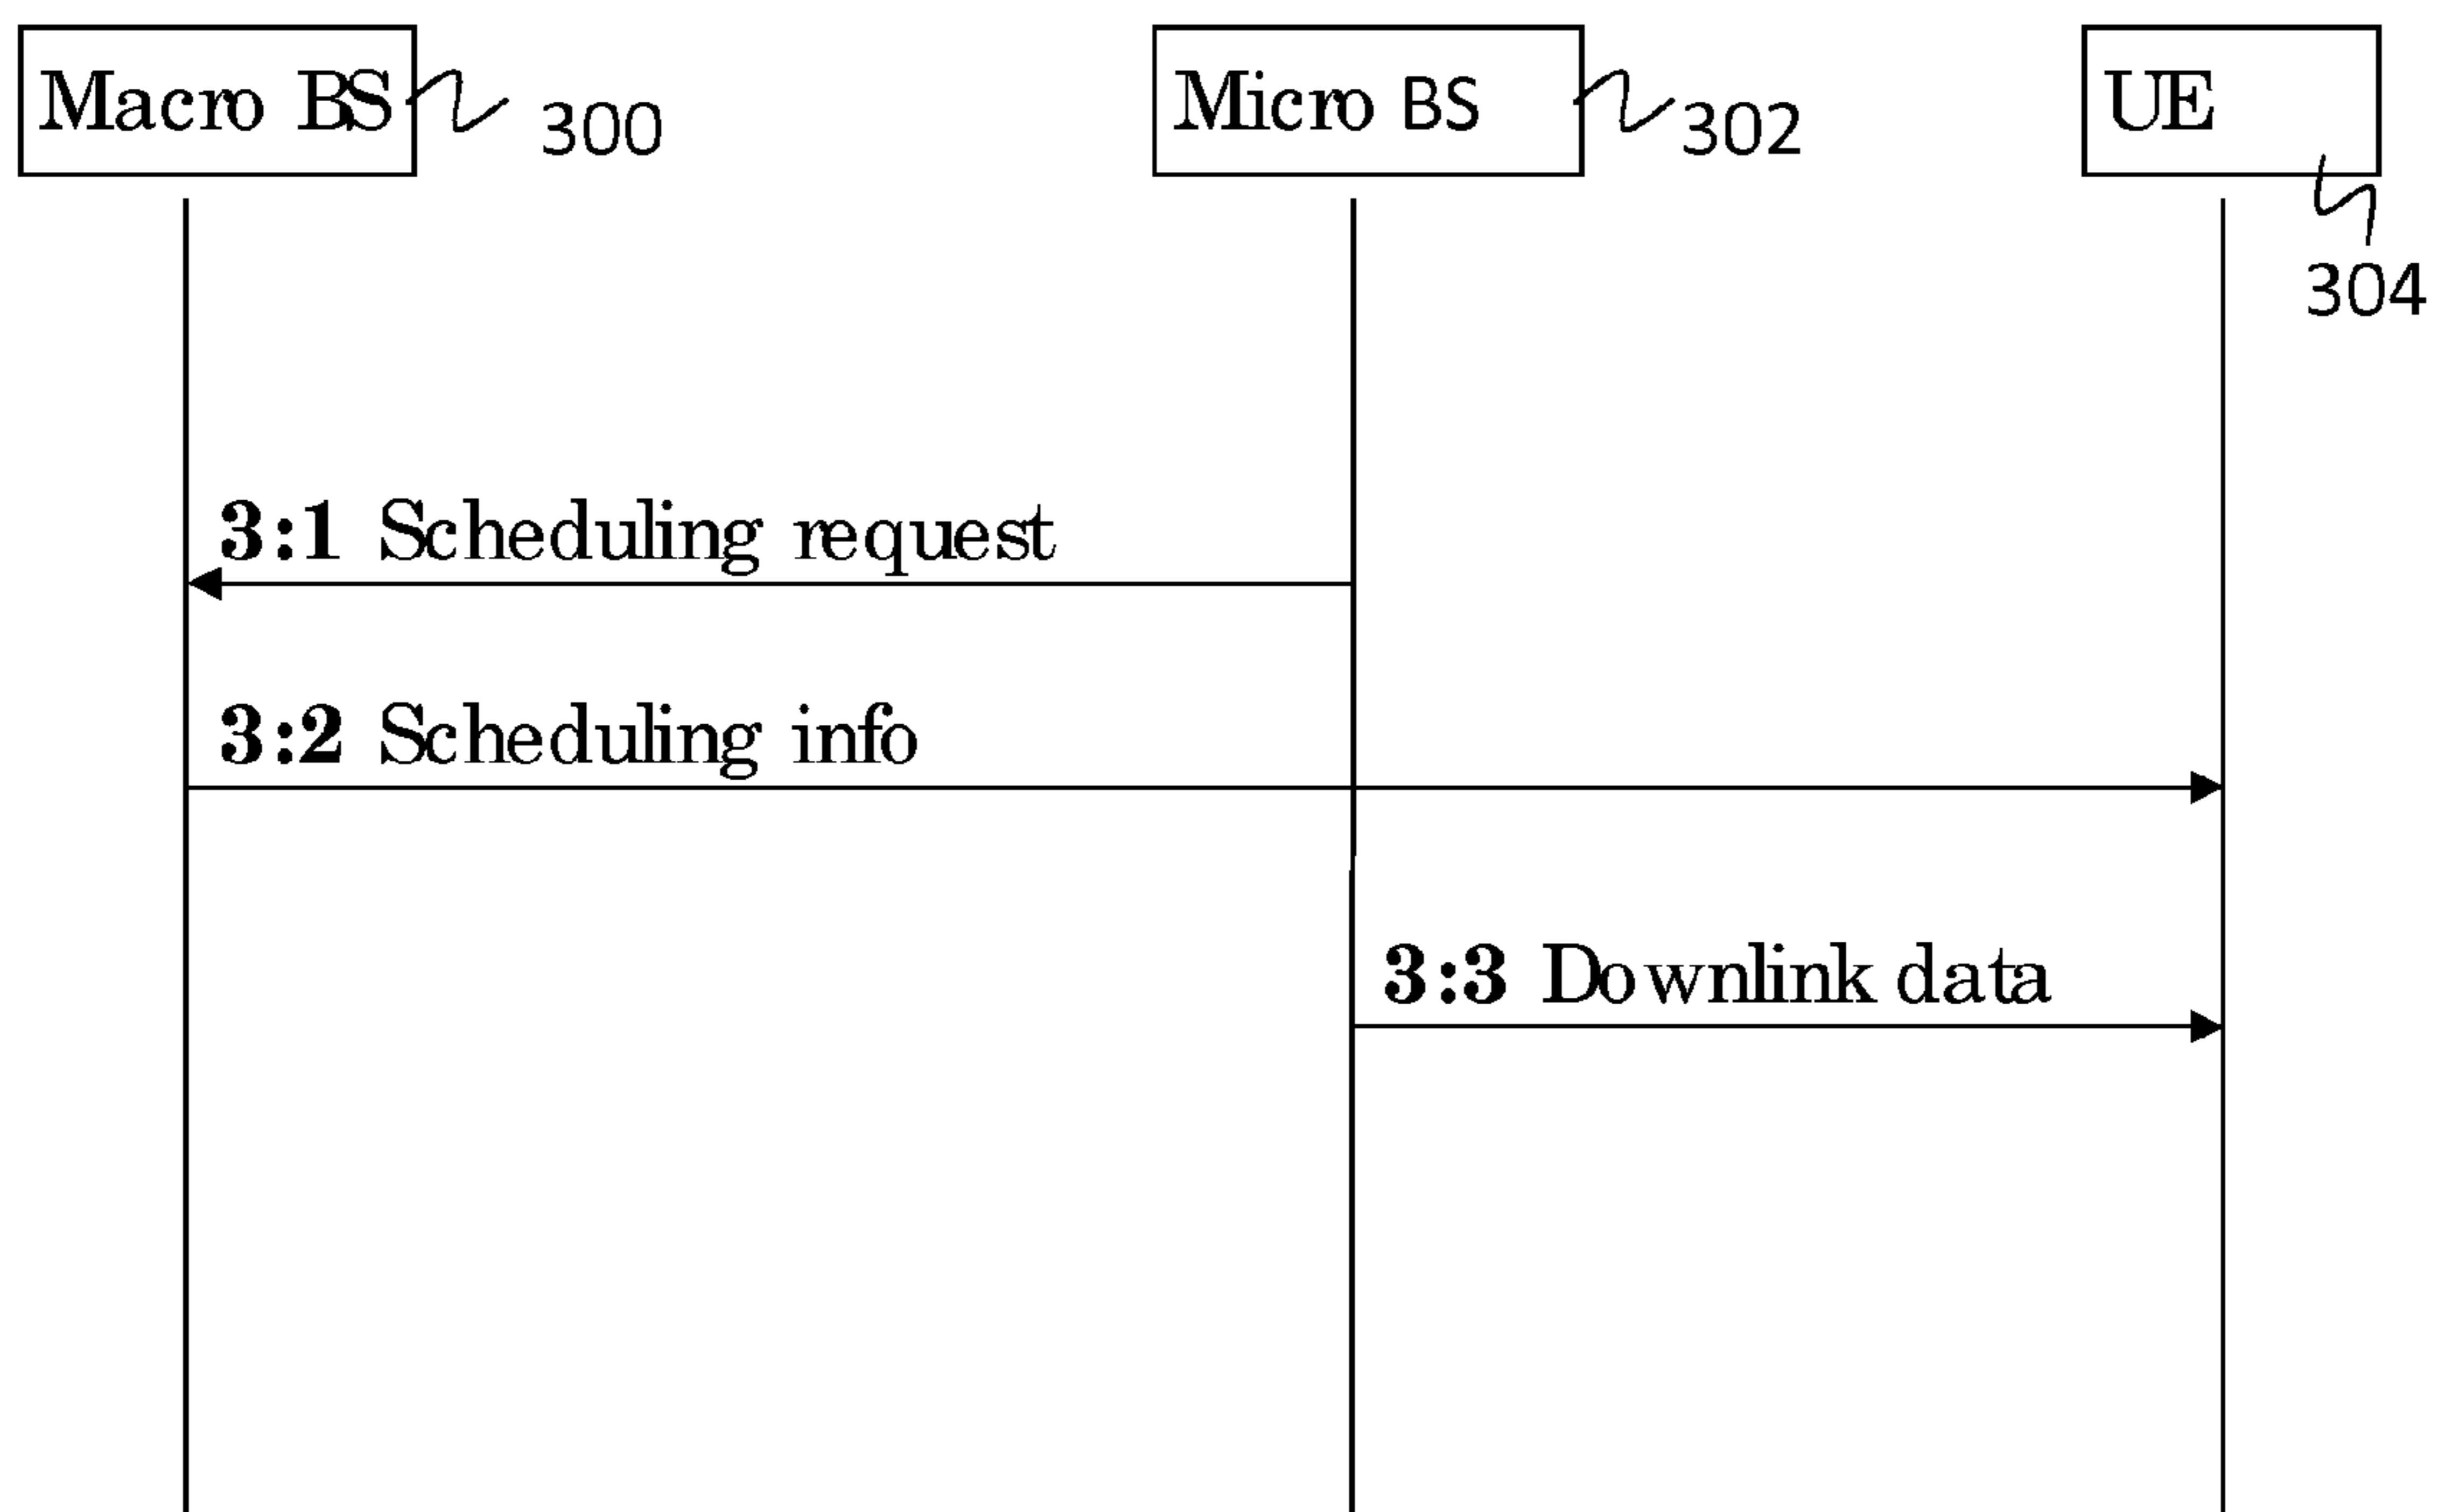 Macro BS
300
Micro BS
302
UE
304
3:1 Scheduling request
3:2 Scheduling info
3:3 Downlink data